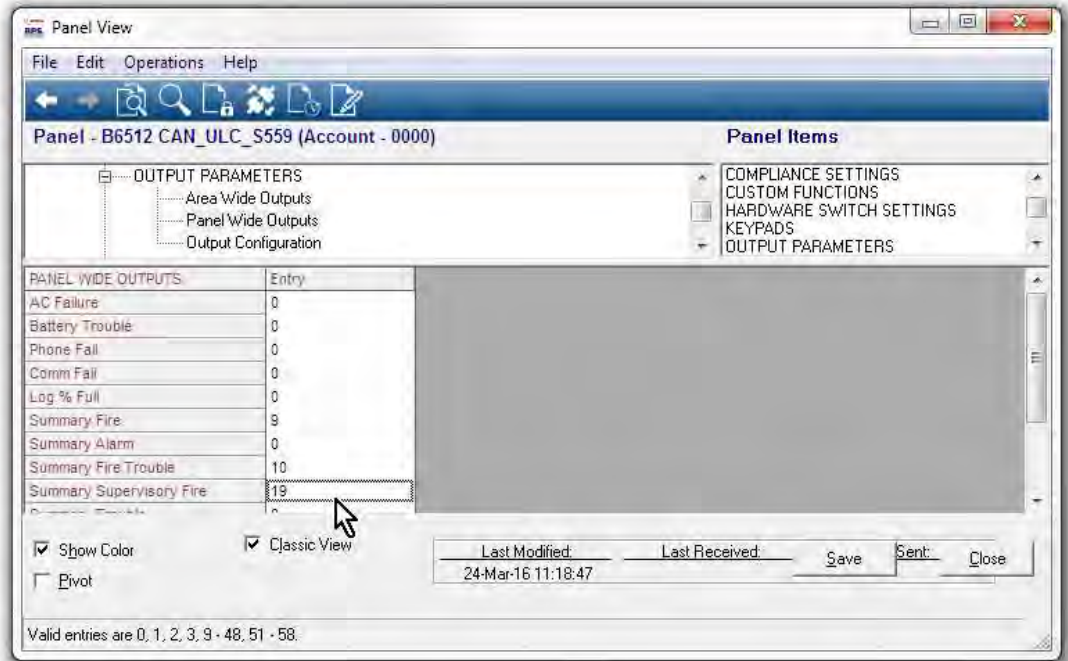 RPS Panel View
File Edit Operations Help
Panel - B6512 CAN_ULC_S559 (Account - 0000) Panel Items
OUTPUT PARAMETERS
Area Wide Outputs
Panel Wide Outputs
Output Configuration
COMPLIANCE SETTINGS
CUSTOM FUNCTIONS
HARDWARE SWITCH SETTINGS
KEYPADS
OUTPUT PARAMETERS
PANEL WIDE OUTPUTS Entry
AC Failure 0
Battery Trouble 0
Phone Fail 0
Comm Fail 0
Log % Full 0
Summary Fire 9
Summary Alarm 0
Summary Fire Trouble 10
Summary Supervisory Fire 19
Show Color Classic View
Pivot
Last Modified: Last Received: Sent:
24-Mar-16 11:18:47
Save Close
Valid entries are 0, 1, 2, 3, 9 - 48, 51 - 58.